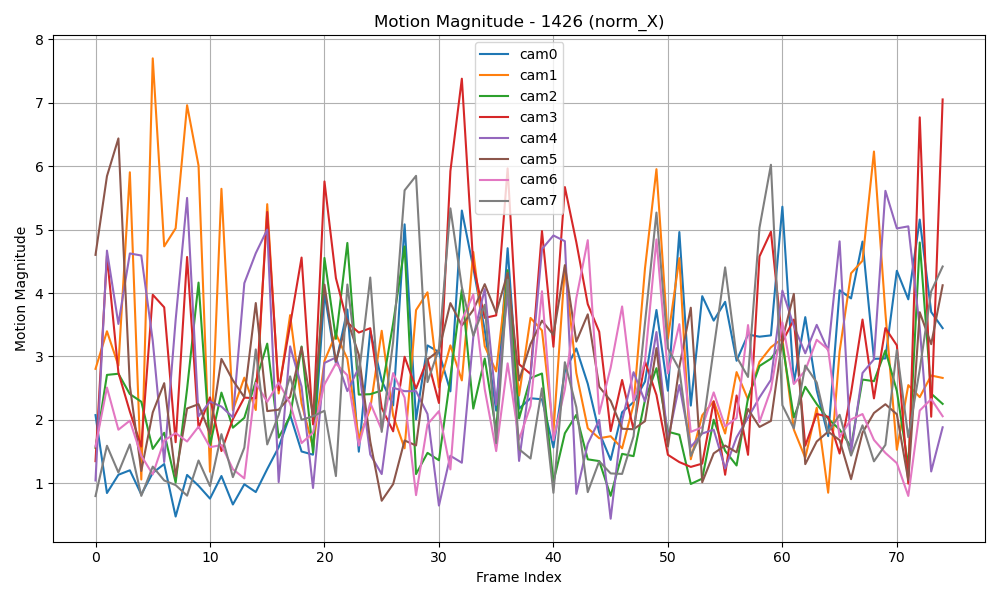 Motion Magnitude - 1426 (norm_X)
Motion Magnitude
8
7
6
5
4
3
2
1
cam0
cam1
cam2
cam3
cam4
cam5
cam6
cam7
0 10 20 30 40 50 60 70
Frame Index